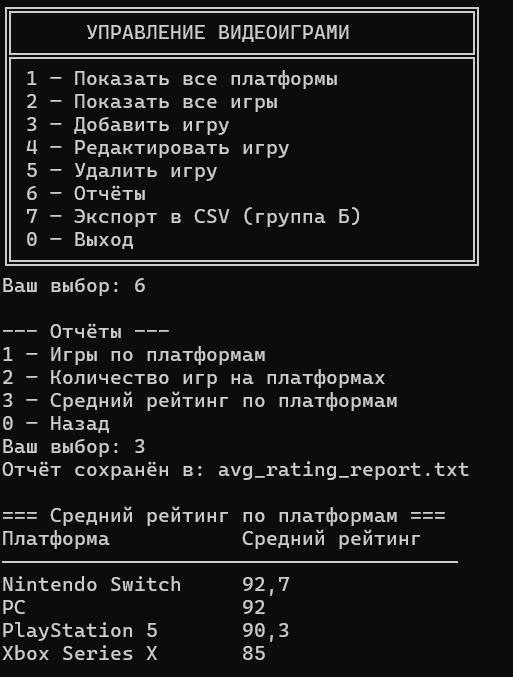 УПРАВЛЕНИЕ ВИДЕОИГРАМИ
1 — Показать все платформы
2 — Показать все игры
3 — Добавить игру
4 — Редактировать игру
5 — Удалить игру
6 — Отчёты
7 — Экспорт в CSV (группа Б)
0 — Выход
Ваш выбор: 6
--- Отчёты ---
1 — Игры по платформам
2 — Количество игр на платформах
3 — Средний рейтинг по платформам
0 — Назад
Ваш выбор: 3
Отчёт сохранён в: avg_rating_report.txt
=== Средний рейтинг по платформам ===
Платформа Средний рейтинг
Nintendo Switch 92,7
PC 92
PlayStation 5 90,3
Xbox Series X 85